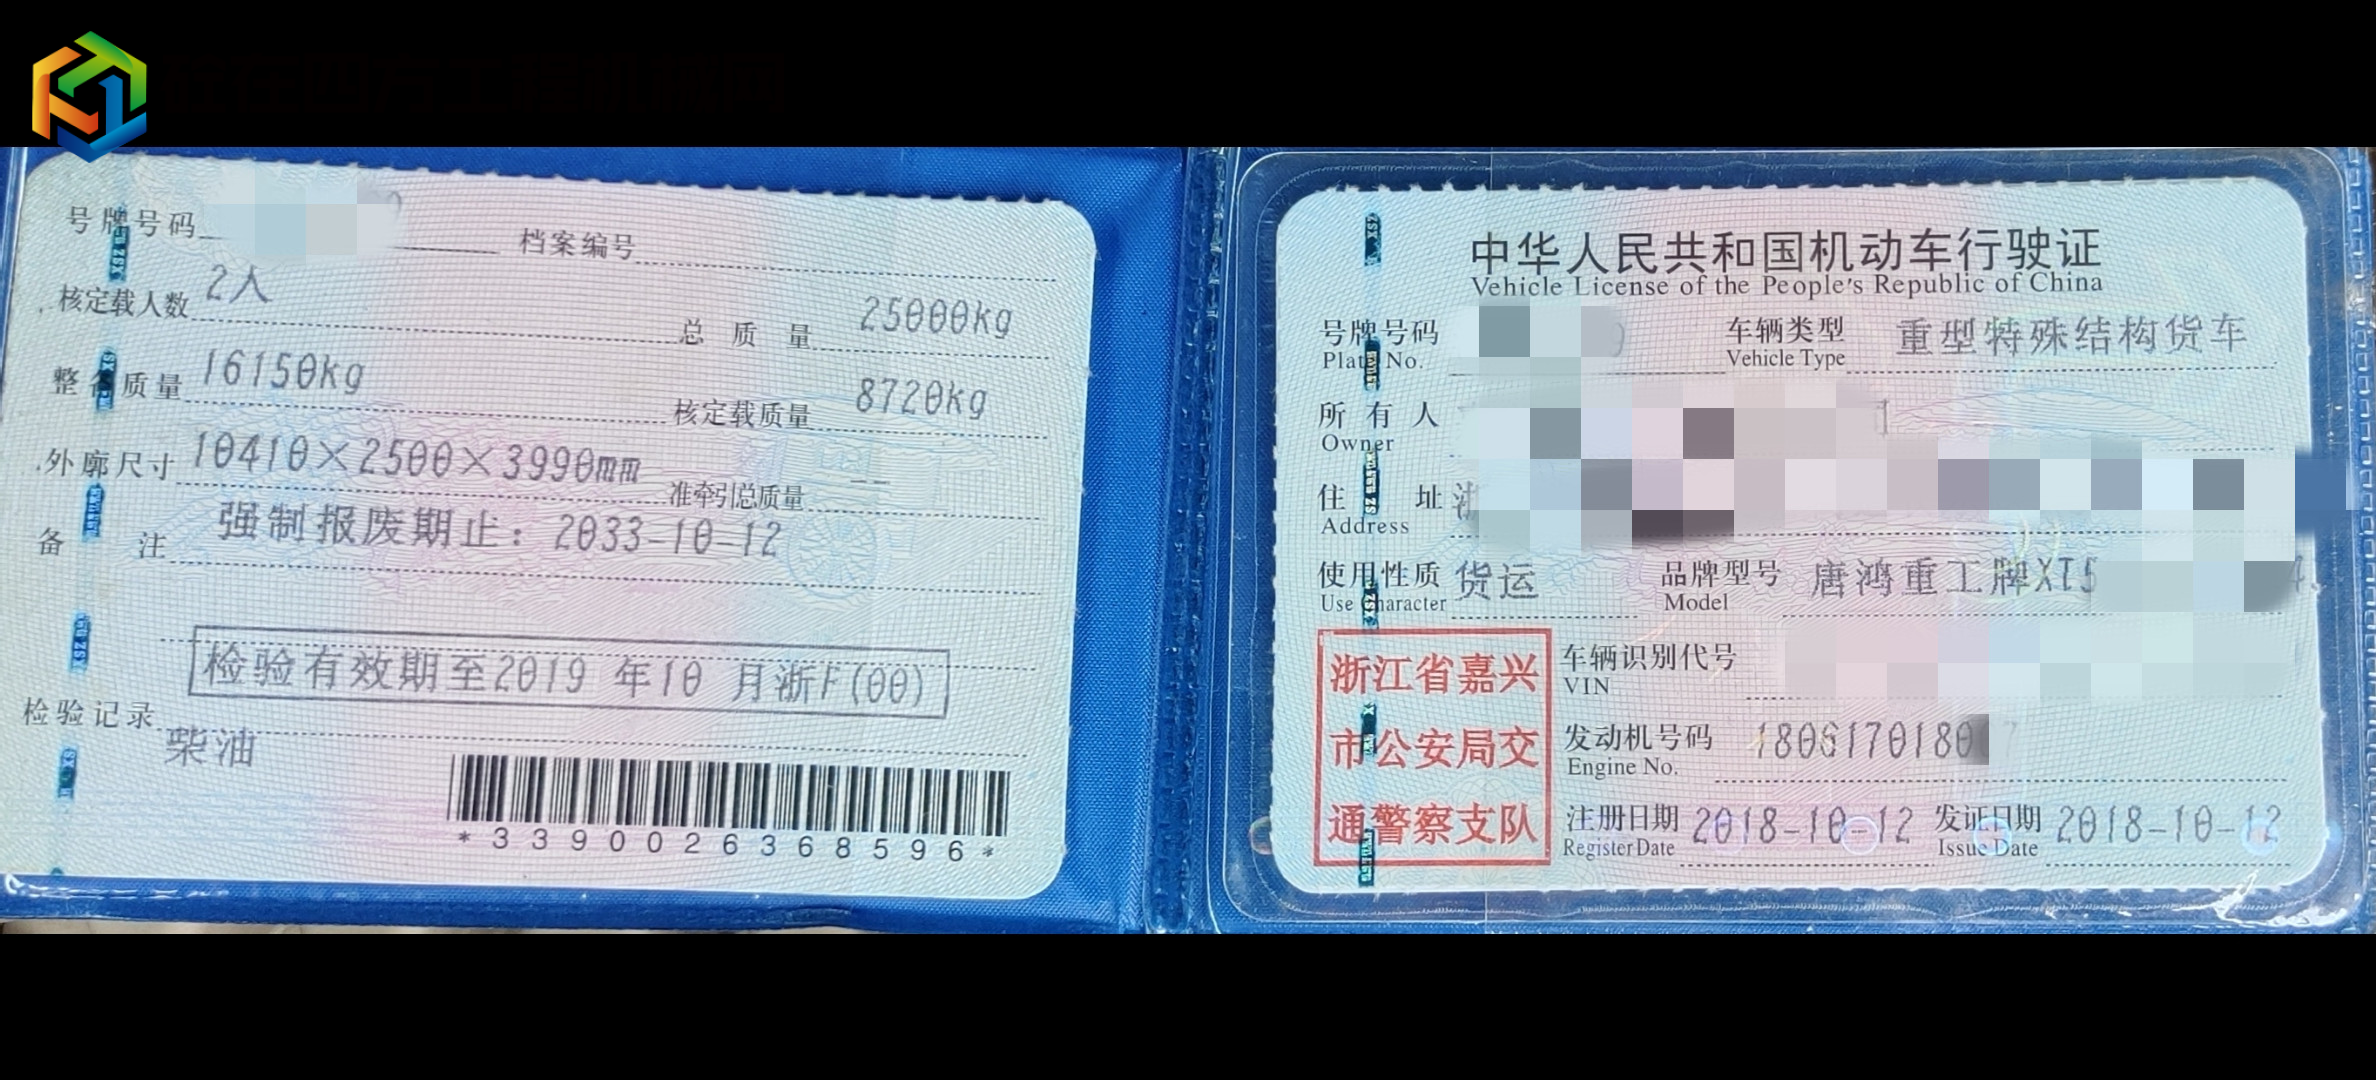 号牌号码
档案编号
核定载人数 2人
总质量 25000kg
整备质量 16150kg
核定载质量 8720kg
外廓尺寸 10410×2500×3990mm
准牵引总质量 --
备注 强制报废期止：2033-10-12
检验有效期至2019 年10 月浙F(00)
检验记录
柴油
*3390026368596*
中华人民共和国机动车行驶证
Vehicle License of the People's Republic of China
号牌号码 车辆类型 重型特殊结构货车
Plate No. Vehicle Type
所有人
Owner
住址 浙
Address
使用性质 货运 品牌型号 唐鸿重工牌XT5
Use Character Model
浙江省嘉兴
市公安局交
通警察支队
车辆识别代号
VIN
发动机号码 1806170180
Engine No.
注册日期 2018-10-12 发证日期 2018-10-12
Register Date Issue Date